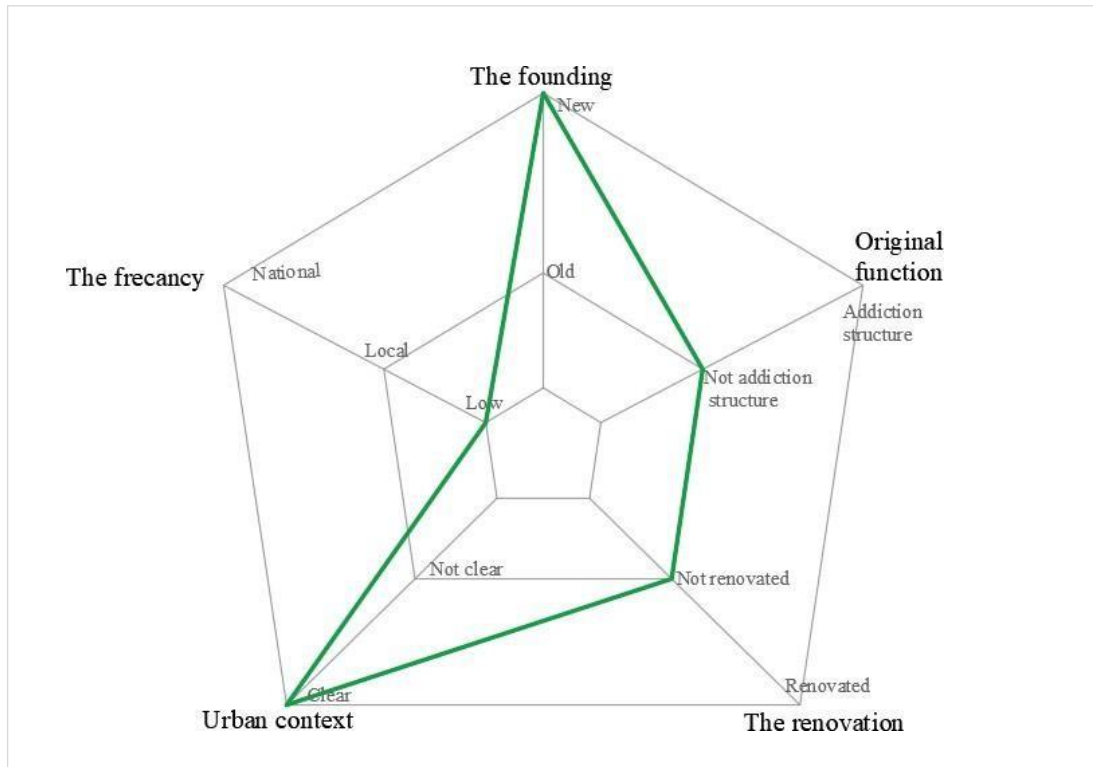 The founding
New
Original
function
The frecancy
National
Old
Addiction
structure
Local
Not addiction
structure
Low
Not clear
Not renovated
Renovated
Clear
Urban context
The renovation